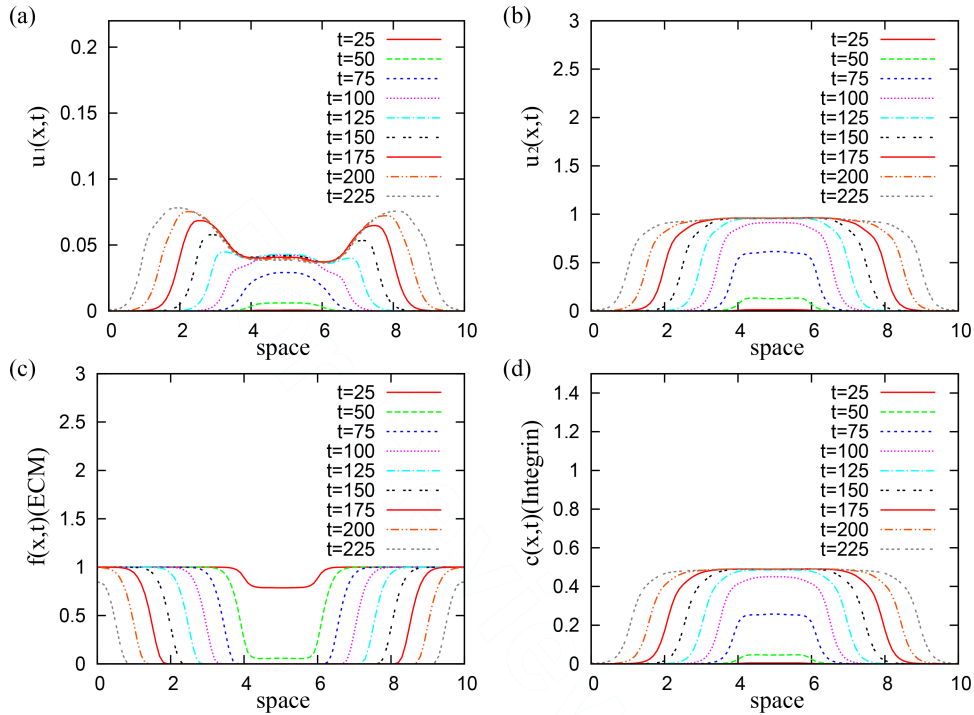 (a)
0.2
0.15
0.1
0.05
0
u₁(x,t)
t=25
t=50
t=75
t=100
t=125
t=150
t=175
t=200
t=225
0 2 4 6 8 10
space
(b)
3
2.5
2
1.5
1
0.5
0
u₂(x,t)
t=25
t=50
t=75
t=100
t=125
t=150
t=175
t=200
t=225
0 2 4 6 8 10
space
(c)
3
2.5
2
1.5
1
0.5
0
f(x,t)(ECM)
t=25
t=50
t=75
t=100
t=125
t=150
t=175
t=200
t=225
0 2 4 6 8 10
space
(d)
1.4
1.2
1
0.8
0.6
0.4
0.2
0
c(x,t)(Integrin)
t=25
t=50
t=75
t=100
t=125
t=150
t=175
t=200
t=225
0 2 4 6 8 10
space